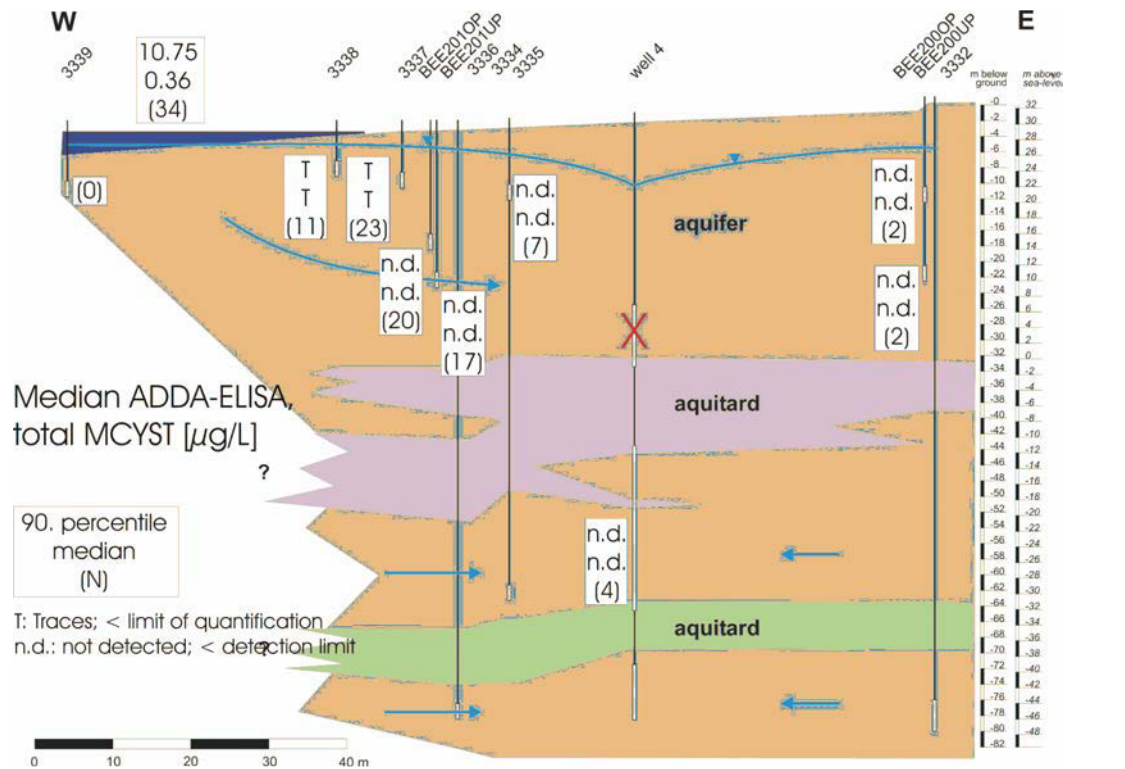 W
E
3339
3338
3337
BEE201OP
BEE201UP
3336
3334
3335
well 4
BEE200OP
BEE200UP
3332
10.75
0.36
(34)
m below
ground
m above
sea-level
(0)
T
T
(11)
T
T
(23)
n.d.
n.d.
(20)
n.d.
n.d.
(17)
n.d.
n.d.
(7)
n.d.
n.d.
(2)
n.d.
n.d.
(2)
aquifer
X
aquitard
Median ADDA-ELISA,
total MCYST [µg/L]
?
90. percentile
median
(N)
n.d.
n.d.
(4)
T: Traces; < limit of quantification
n.d.: not detected; < detection limit
?
aquitard
0 10 20 30 40 m
-0
-2
-4
-6
-8
-10
-12
-14
-16
-18
-20
-22
-24
-26
-28
-30
-32
-34
-36
-38
-40
-42
-44
-46
-48
-50
-52
-54
-56
-58
-60
-62
-64
-66
-68
-70
-72
-74
-76
-78
-80
-82
32
30
28
26
24
22
20
18
16
14
12
10
8
6
4
2
0
-2
-4
-6
-8
-10
-12
-14
-16
-18
-20
-22
-24
-26
-28
-30
-32
-34
-36
-38
-40
-42
-44
-46
-48